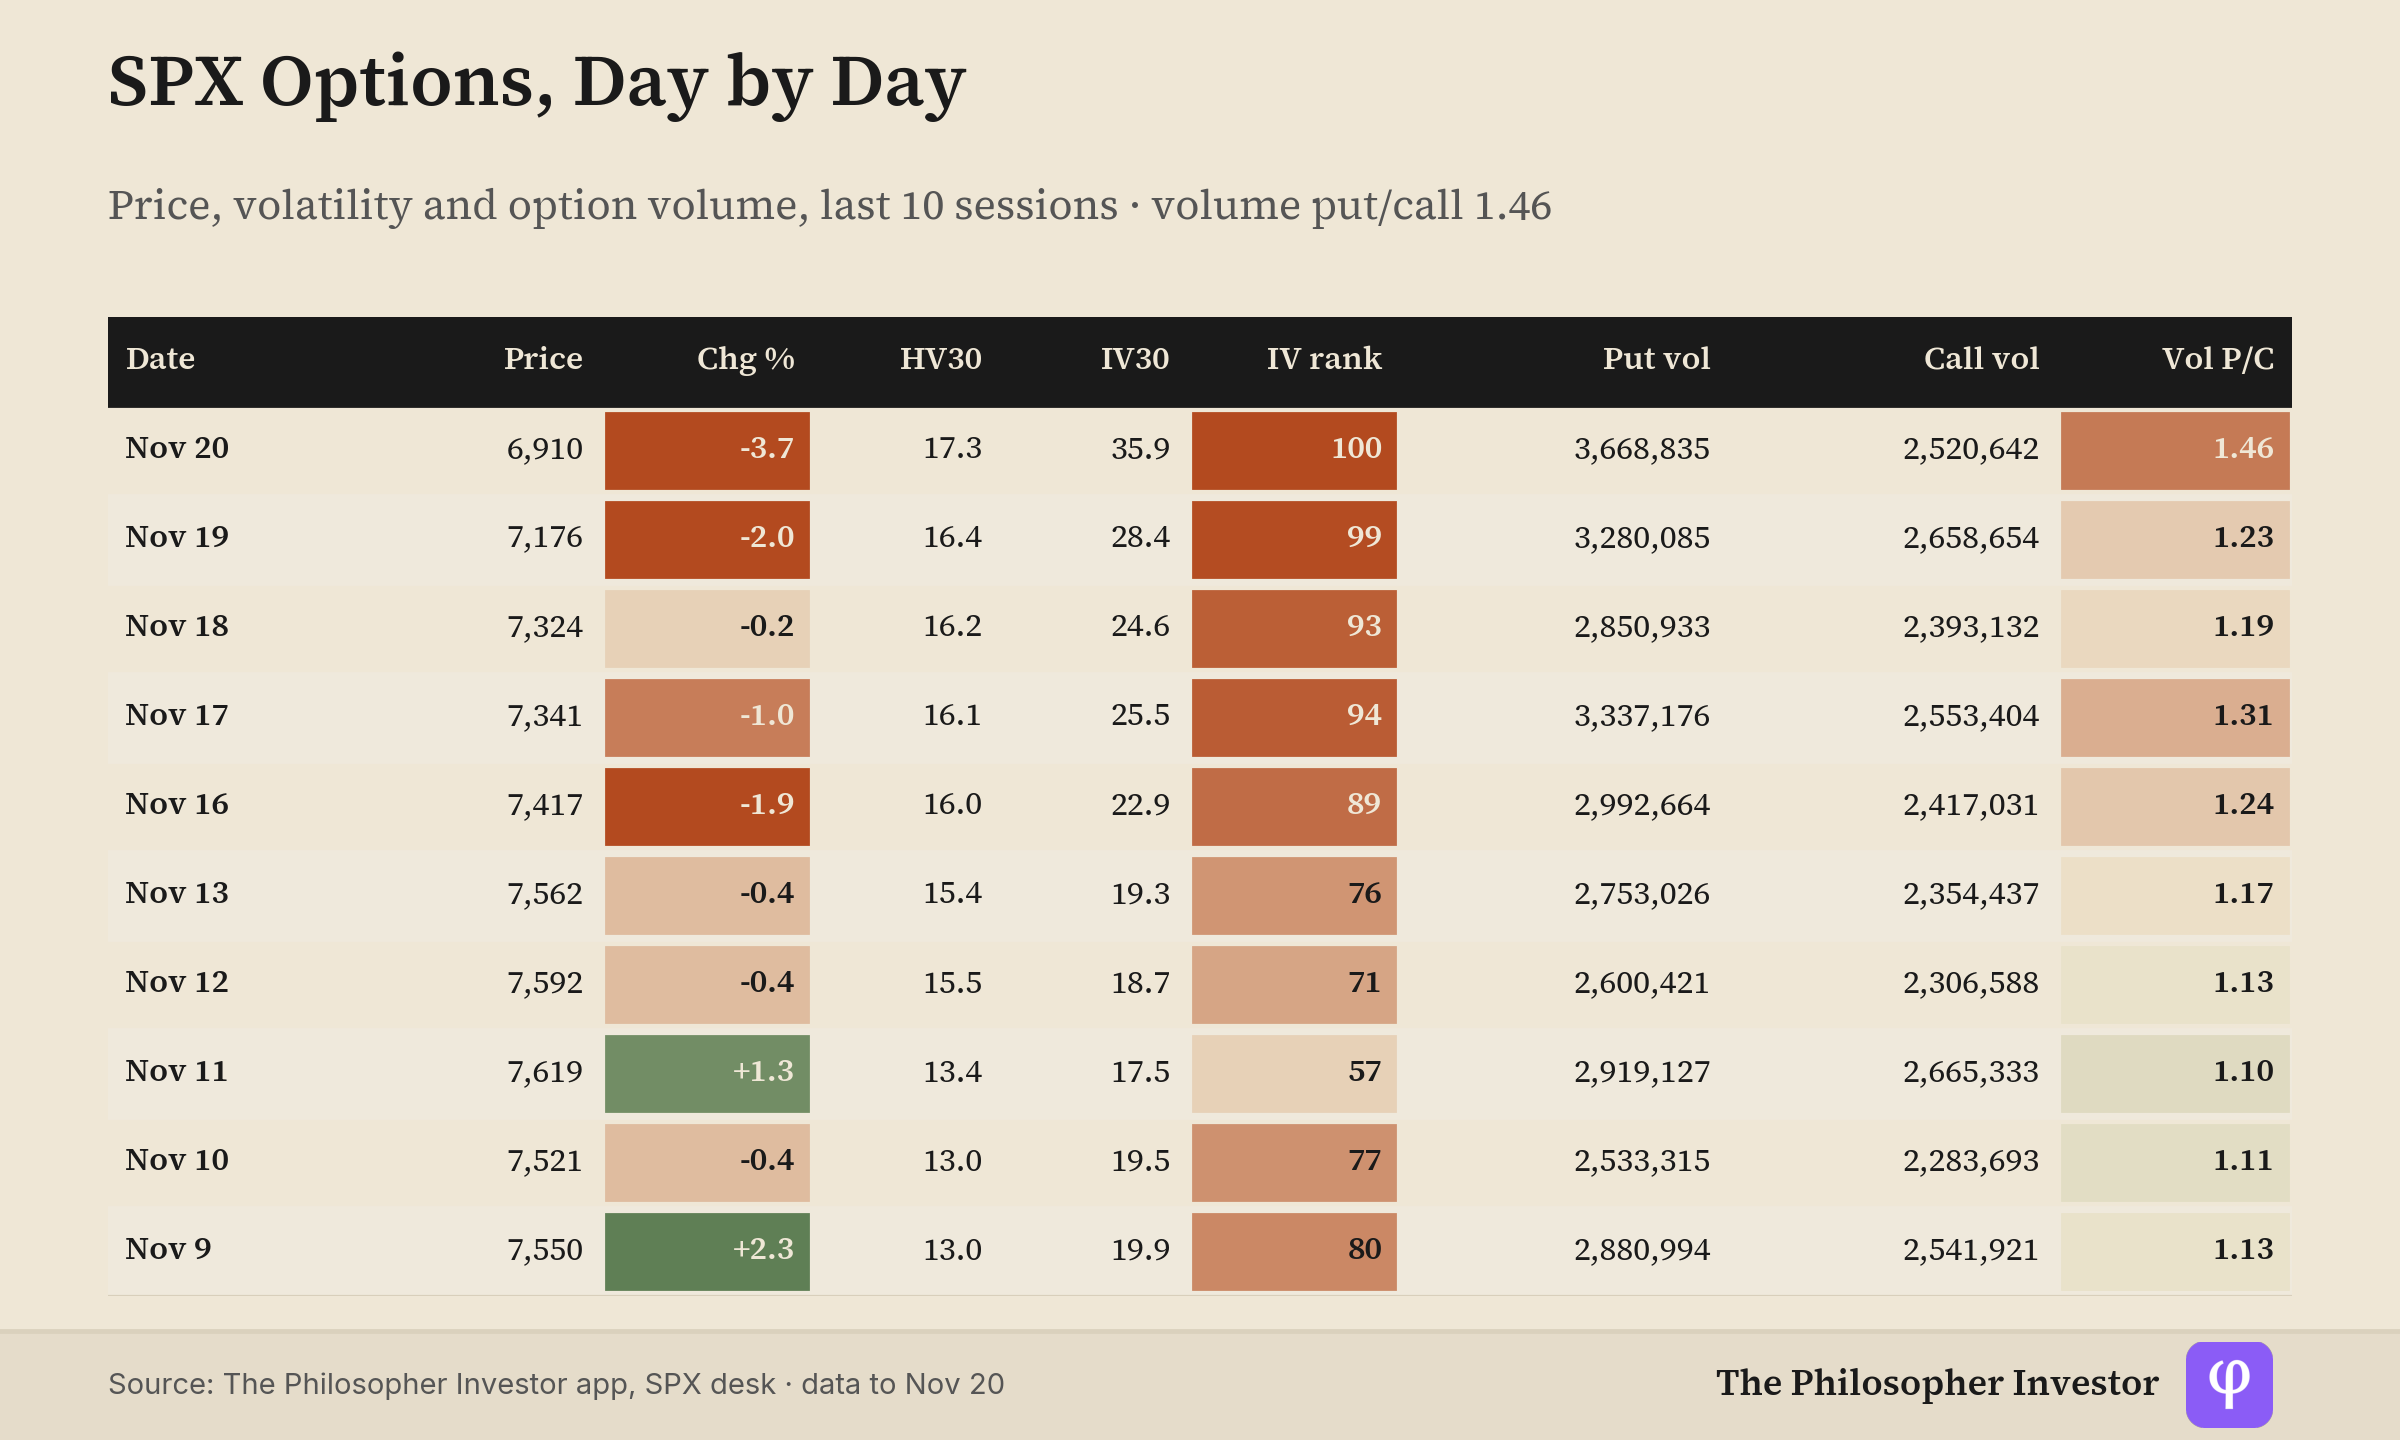 SPX Options, Day by Day
Price, volatility and option volume, last 10 sessions · volume put/call 1.46
Date Price Chg % HV30 IV30 IV rank Put vol Call vol Vol P/C
Nov 20 6,910 -3.7 17.3 35.9 100 3,668,835 2,520,642 1.46
Nov 19 7,176 -2.0 16.4 28.4 99 3,280,085 2,658,654 1.23
Nov 18 7,324 -0.2 16.2 24.6 93 2,850,933 2,393,132 1.19
Nov 17 7,341 -1.0 16.1 25.5 94 3,337,176 2,553,404 1.31
Nov 16 7,417 -1.9 16.0 22.9 89 2,992,664 2,417,031 1.24
Nov 13 7,562 -0.4 15.4 19.3 76 2,753,026 2,354,437 1.17
Nov 12 7,592 -0.4 15.5 18.7 71 2,600,421 2,306,588 1.13
Nov 11 7,619 +1.3 13.4 17.5 57 2,919,127 2,665,333 1.10
Nov 10 7,521 -0.4 13.0 19.5 77 2,533,315 2,283,693 1.11
Nov 9 7,550 +2.3 13.0 19.9 80 2,880,994 2,541,921 1.13
Source: The Philosopher Investor app, SPX desk · data to Nov 20
The Philosopher Investor φ